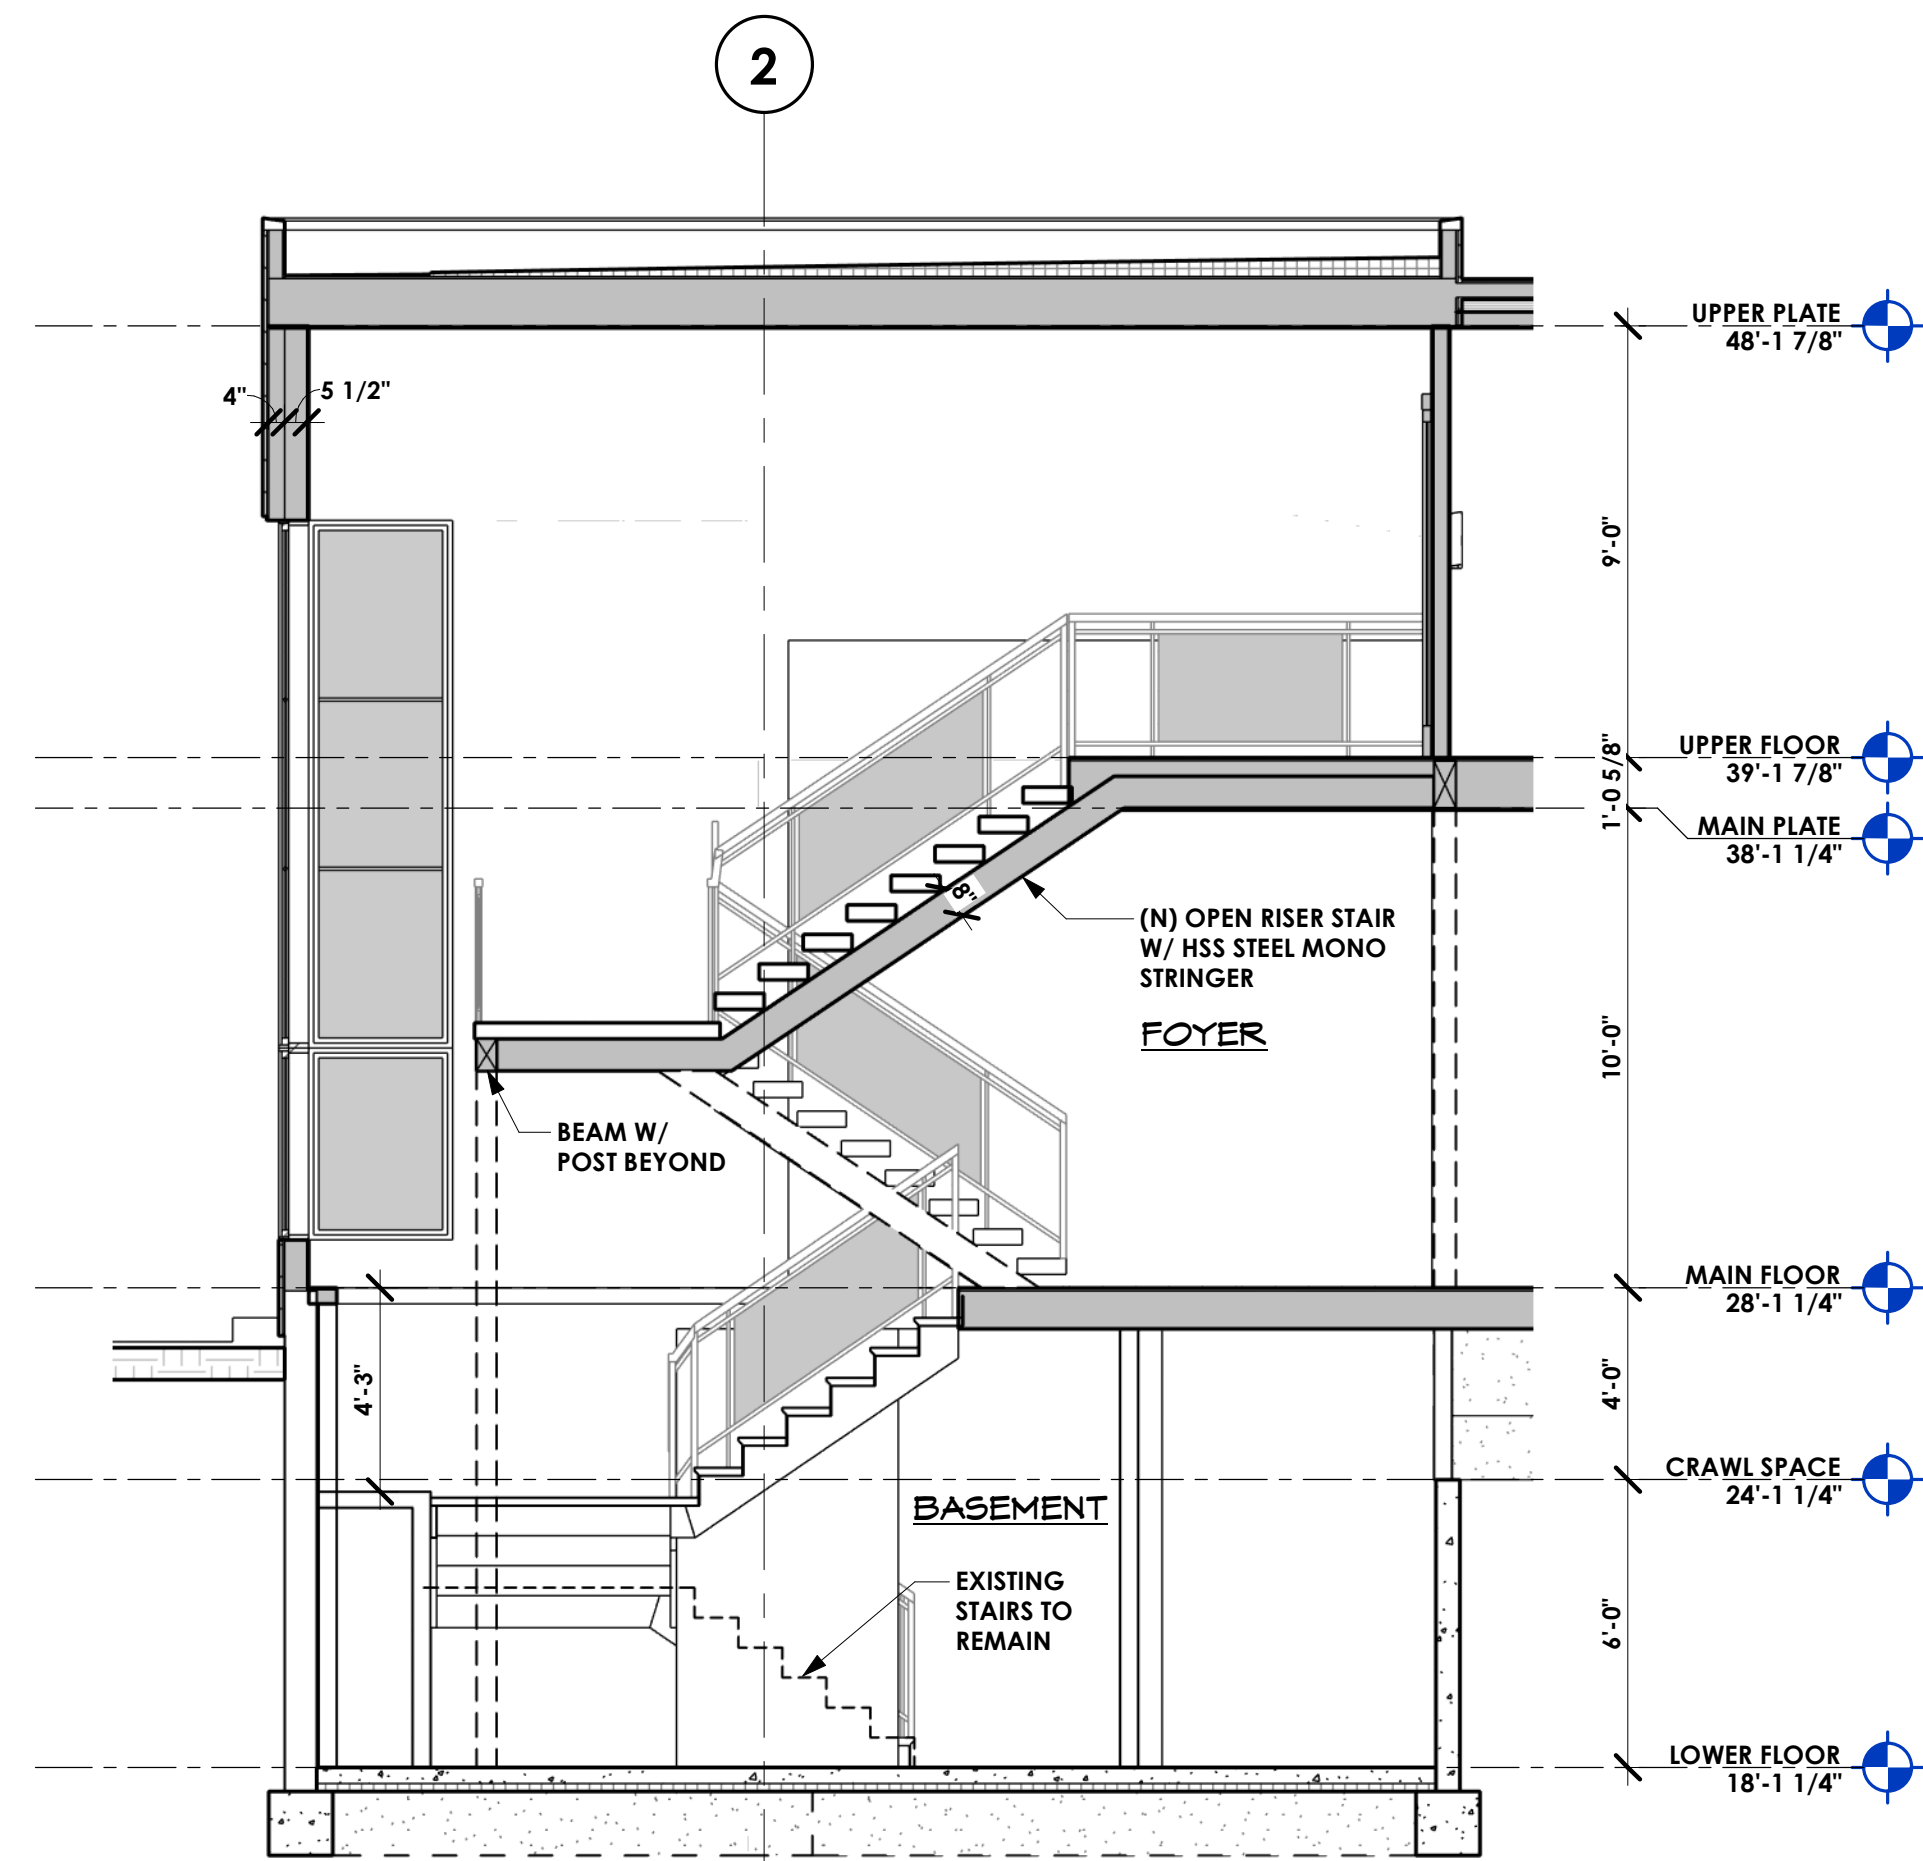 2
UPPER PLATE
48'-1 7/8"
4"
5 1/2"
9'-0"
UPPER FLOOR
39'-1 7/8"
1'-0 5/8"
MAIN PLATE
38'-1 1/4"
8"
(N) OPEN RISER STAIR
W/ HSS STEEL MONO
STRINGER
FOYER
10'-0"
BEAM W/
POST BEYOND
MAIN FLOOR
28'-1 1/4"
4'-3"
4'-0"
CRAWL SPACE
24'-1 1/4"
BASEMENT
EXISTING
STAIRS TO
REMAIN
6'-0"
LOWER FLOOR
18'-1 1/4"